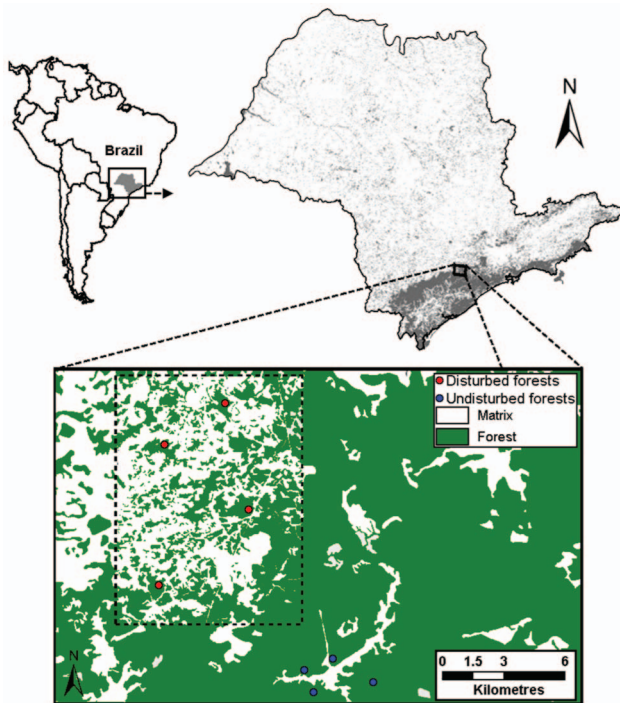 Brazil
N
Disturbed forests
Undisturbed forests
Matrix
Forest
N
0 1.5 3 6
Kilometres